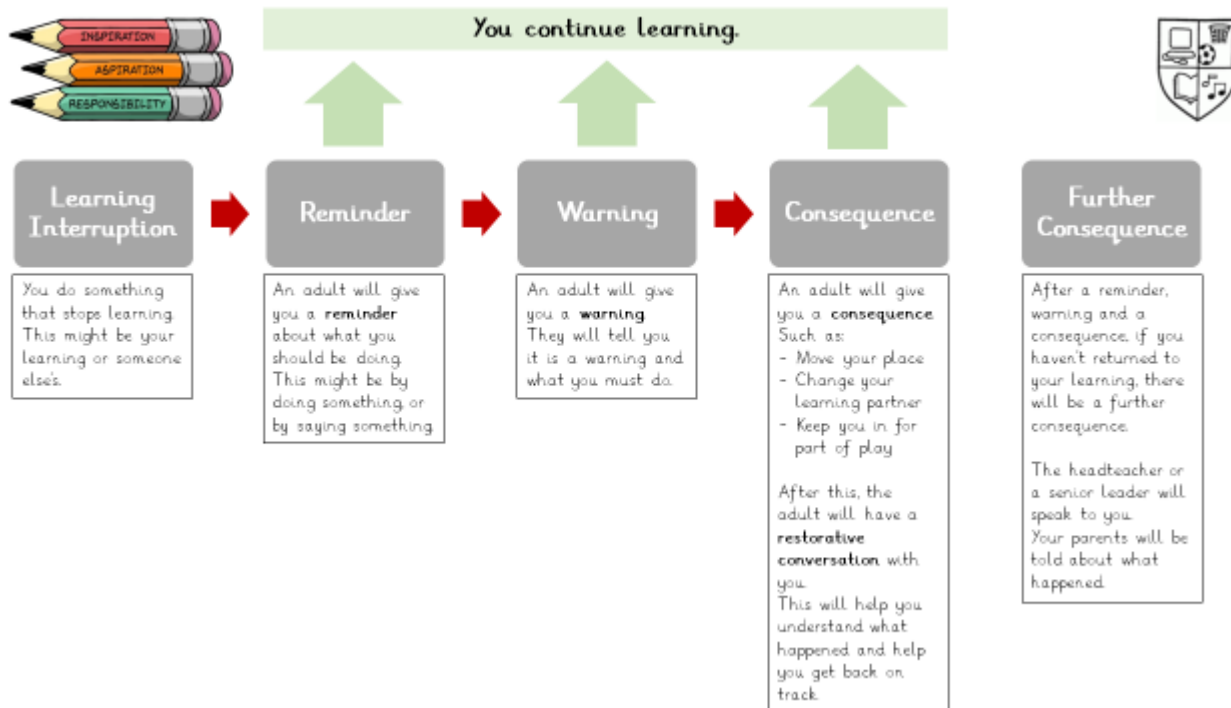 INSPIRATION
ASPIRATION
RESPONSIBILITY
You continue learning.
Learning
Interruption
Reminder
Warning
Consequence
Further
Consequence
You do something
that stops learning.
This might be your
learning or someone
else's.
An adult will give
you a reminder
about what you
should be doing.
This might be by
doing something, or
by saying something.
An adult will give
you a warning.
They will tell you
it is a warning and
what you must do.
An adult will give
you a consequence.
Such as:
- Move your place
- Change your
learning partner
- Keep you in for
part of play
After this, the
adult will have a
restorative
conversation with
you.
This will help you
understand what
happened and help
you get back on
track.
After a reminder,
warning and a
consequence, if you
haven't returned to
your learning, there
will be a further
consequence.
The headteacher or
a senior leader will
speak to you.
Your parents will be
told about what
happened.